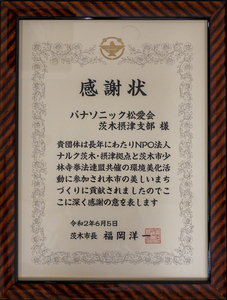 感謝状
パナソニック松愛会
茨木摂津支部 様
貴団体は長年にわたりNPO法人
ナルク茨木・摂津拠点と茨木市少
林寺拳法連盟共催の環境美化活
動に参加され本市の美しいまち
づくりに貢献されましたのでこ
こに深く感謝の意を表します
令和2年6月5日
茨木市長 福岡洋一